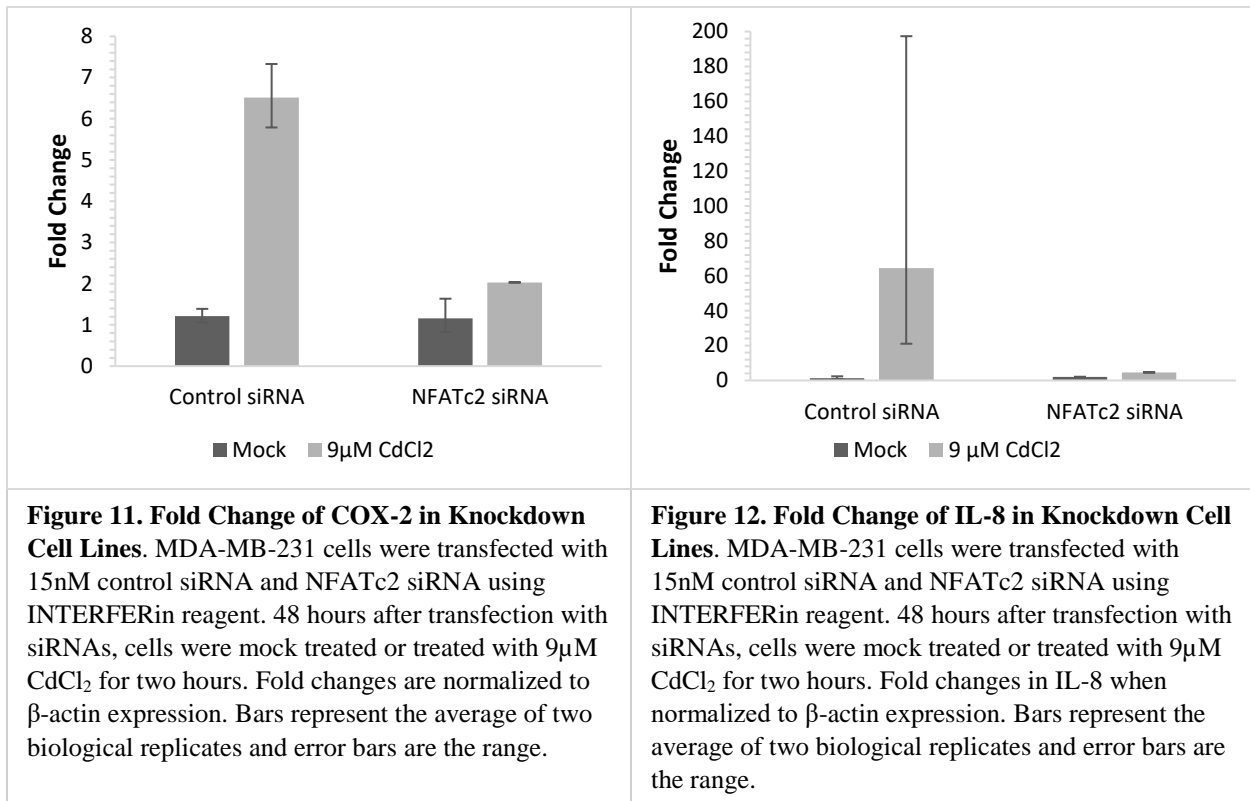 8
7
6
5
4
3
2
1
0
Fold Change
Control siRNA
NFATc2 siRNA
Mock
9µM CdCl2
Figure 11. Fold Change of COX-2 in Knockdown
Cell Lines. MDA-MB-231 cells were transfected with
15nM control siRNA and NFATc2 siRNA using
INTERFERin reagent. 48 hours after transfection with
siRNAs, cells were mock treated or treated with 9µM
CdCl₂ for two hours. Fold changes are normalized to
β-actin expression. Bars represent the average of two
biological replicates and error bars are the range.
200
180
160
140
120
100
80
60
40
20
0
Fold Change
Control siRNA
NFATc2 siRNA
Mock
9 µM CdCl2
Figure 12. Fold Change of IL-8 in Knockdown Cell
Lines. MDA-MB-231 cells were transfected with
15nM control siRNA and NFATc2 siRNA using
INTERFERin reagent. 48 hours after transfection with
siRNAs, cells were mock treated or treated with 9µM
CdCl₂ for two hours. Fold changes in IL-8 when
normalized to β-actin expression. Bars represent the
average of two biological replicates and error bars are
the range.